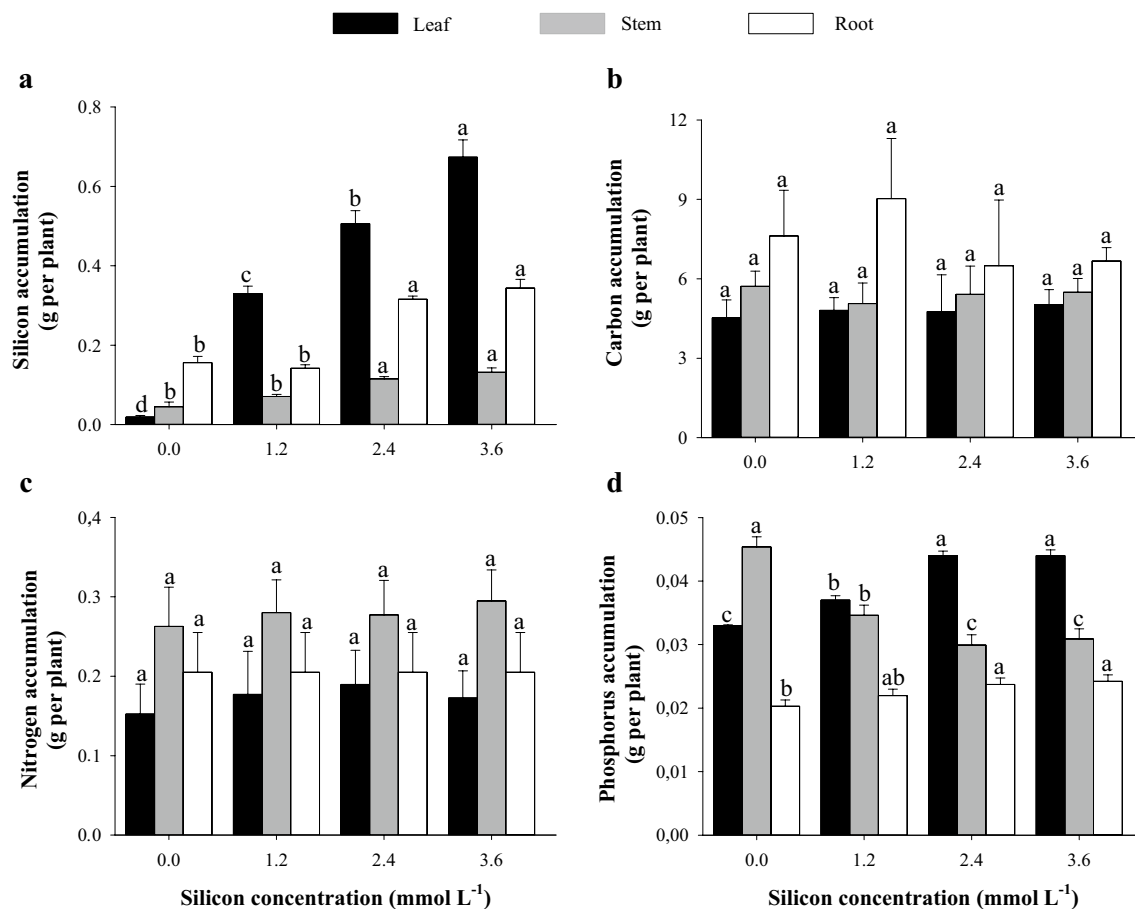 Leaf Stem Root
a
Silicon accumulation
(g per plant)
0.8
0.6
0.4
0.2
0.0
d b b
c b b
b a a
a a a
0.0 1.2 2.4 3.6
b
Carbon accumulation
(g per plant)
12
9
6
3
0
a a a
a a a
a a a
a a a
0.0 1.2 2.4 3.6
c
Nitrogen accumulation
(g per plant)
0,4
0.3
0.2
0.1
0.0
a a a
a a a
a a a
a a a
0.0 1.2 2.4 3.6
Silicon concentration (mmol L-1)
d
Phosphorus accumulation
(g per plant)
0,05
0,04
0,03
0,02
0,01
0,00
c a b
b b ab
a c a
a c a
0.0 1.2 2.4 3.6
Silicon concentration (mmol L-1)